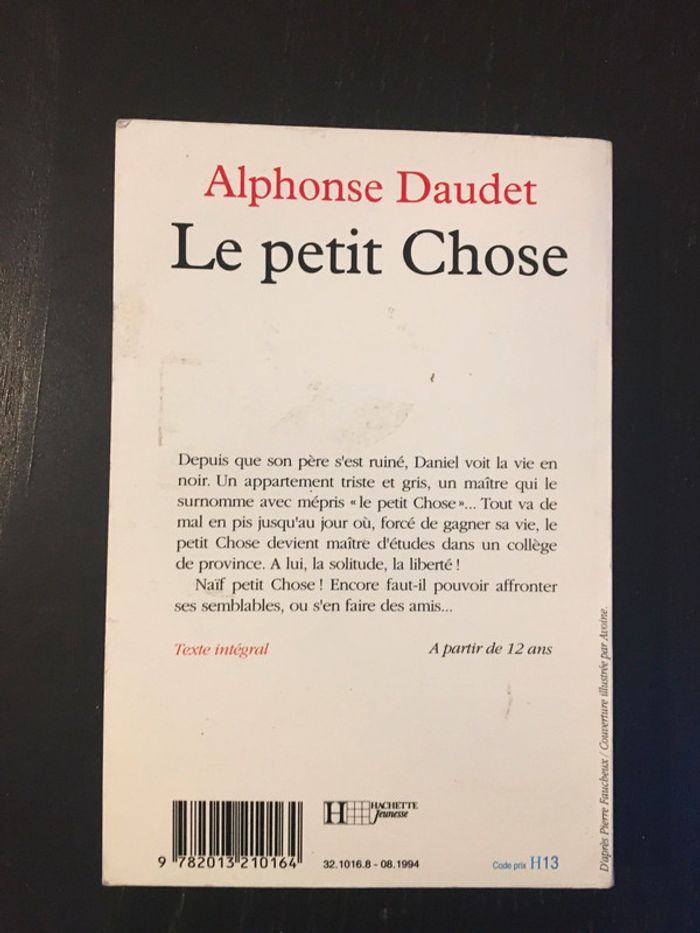 Alphonse Daudet
Le petit Chose
Depuis que son père s'est ruiné, Daniel voit la vie en
noir. Un appartement triste et gris, un maître qui le
surnomme avec mépris «le petit Chose»... Tout va de
mal en pis jusqu'au jour où, forcé de gagner sa vie, le
petit Chose devient maître d'études dans un collège
de province. A lui, la solitude, la liberté !
Naïf petit Chose ! Encore faut-il pouvoir affronter
ses semblables, ou s'en faire des amis...
Texte intégral
A partir de 12 ans
D'après Pierre Faucheux / Couverture illustrée par Avoine.
9 782013 210164
H HACHETTE
Jeunesse
32.1016.8 - 08.1994
Code prix H13